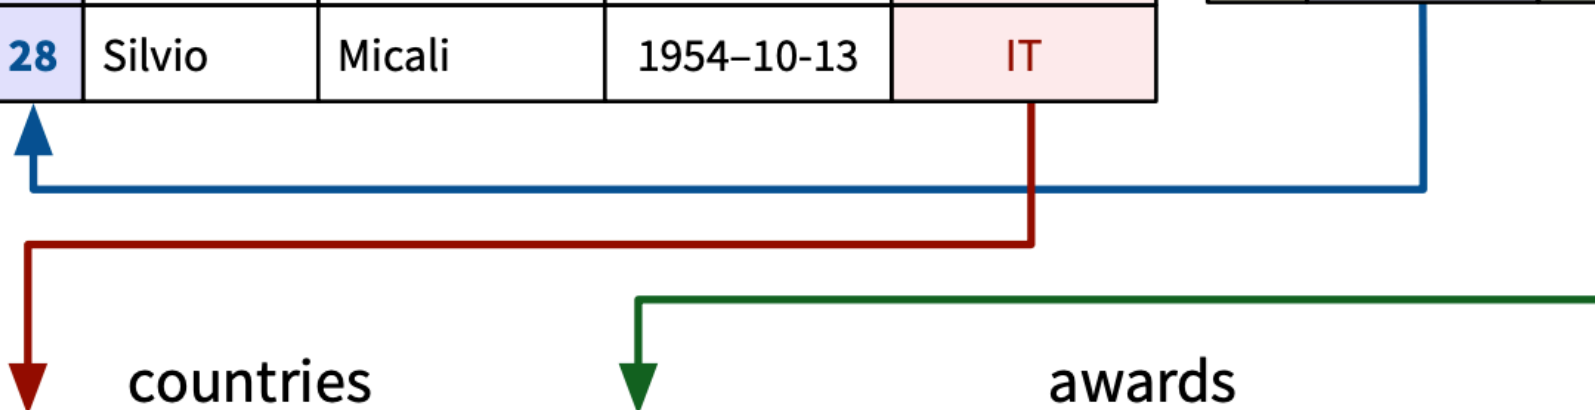 28 Silvio Micali 1954–10-13 IT
countries awards